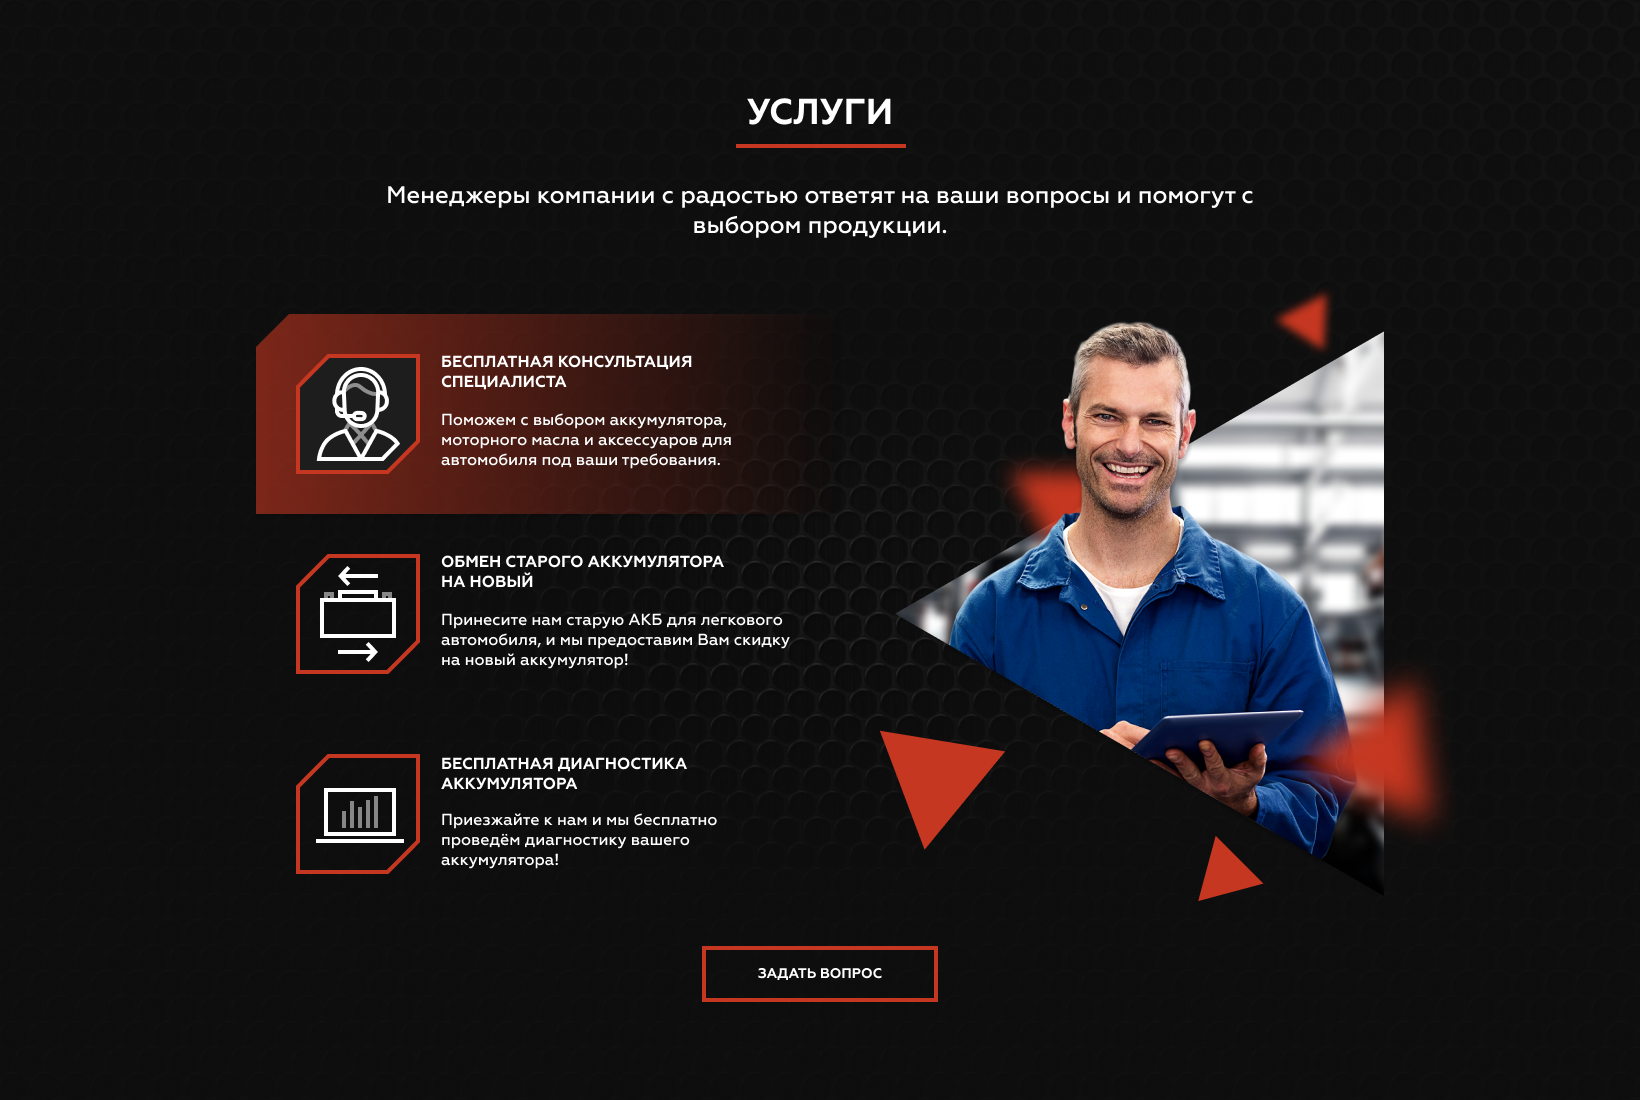 УСЛУГИ
Менеджеры компании с радостью ответят на ваши вопросы и помогут с
выбором продукции.
БЕСПЛАТНАЯ КОНСУЛЬТАЦИЯ
СПЕЦИАЛИСТА
Поможем с выбором аккумулятора,
моторного масла и аксессуаров для
автомобиля под ваши требования.
ОБМЕН СТАРОГО АККУМУЛЯТОРА
НА НОВЫЙ
Принесите нам старую АКБ для легкового
автомобиля, и мы предоставим Вам скидку
на новый аккумулятор!
БЕСПЛАТНАЯ ДИАГНОСТИКА
АККУМУЛЯТОРА
Приезжайте к нам и мы бесплатно
проведём диагностику вашего
аккумулятора!
ЗАДАТЬ ВОПРОС